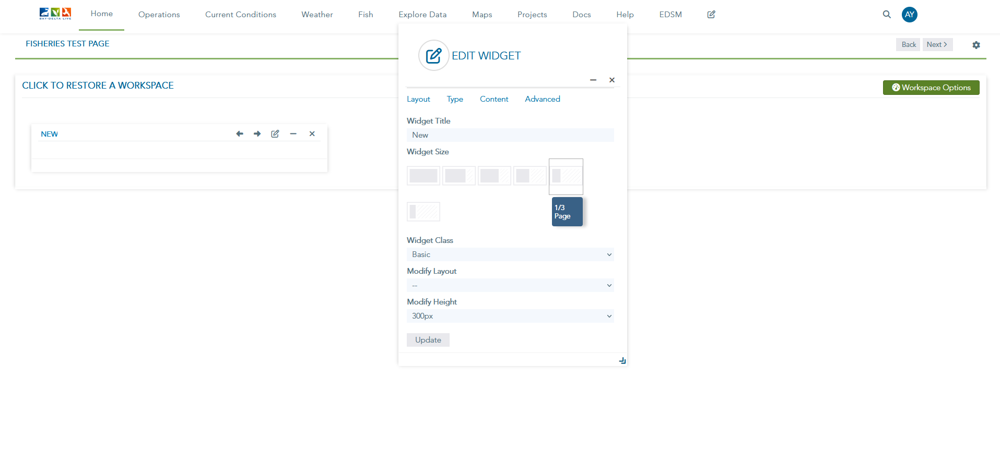 BAY-DELTA LIVE
Home
Operations
Current Conditions
Weather
Fish
Explore Data
Maps
Projects
Docs
Help
EDSM
AY
FISHERIES TEST PAGE
Back
Next
EDIT WIDGET
CLICK TO RESTORE A WORKSPACE
Workspace Options
Layout
Type
Content
Advanced
NEW
Widget Title
New
Widget Size
1/3
Page
Widget Class
Basic
Modify Layout
--
Modify Height
300px
Update